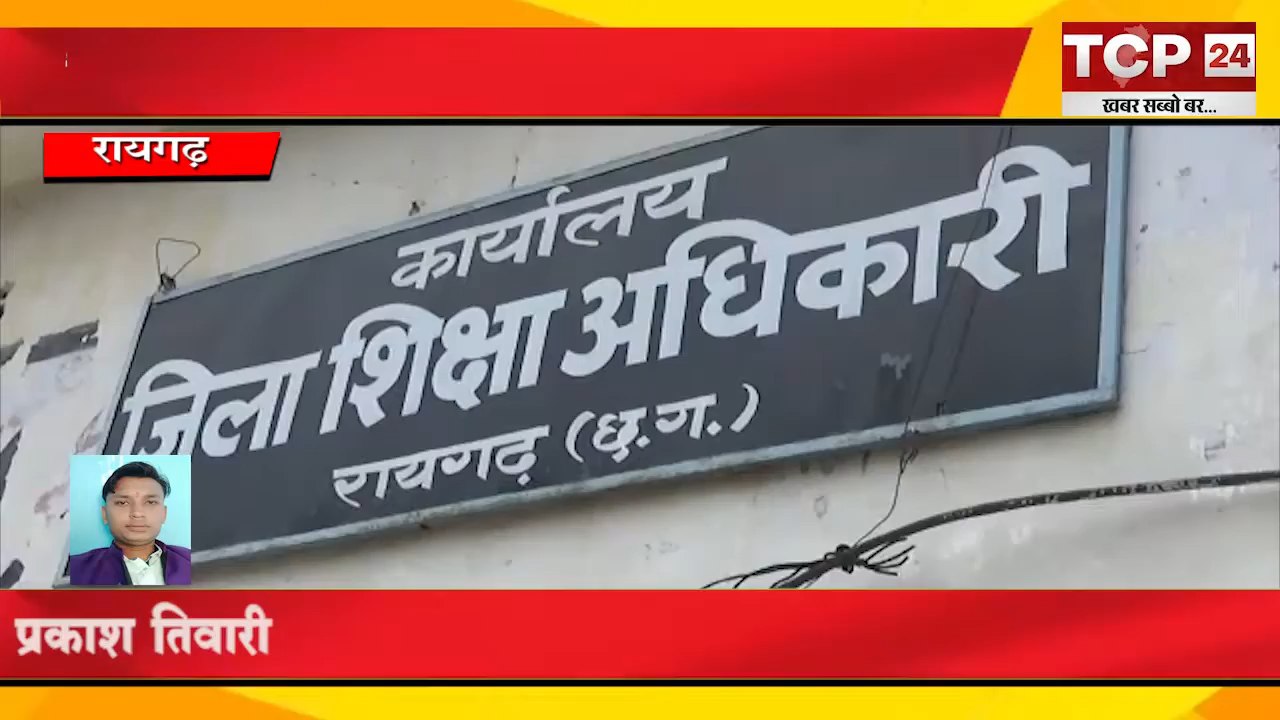 TCP 24
खबर सब्बो बर...
रायगढ़
कार्यालय
जिला शिक्षा अधिकारी
रायगढ़ (छ.ग.)
प्रकाश तिवारी